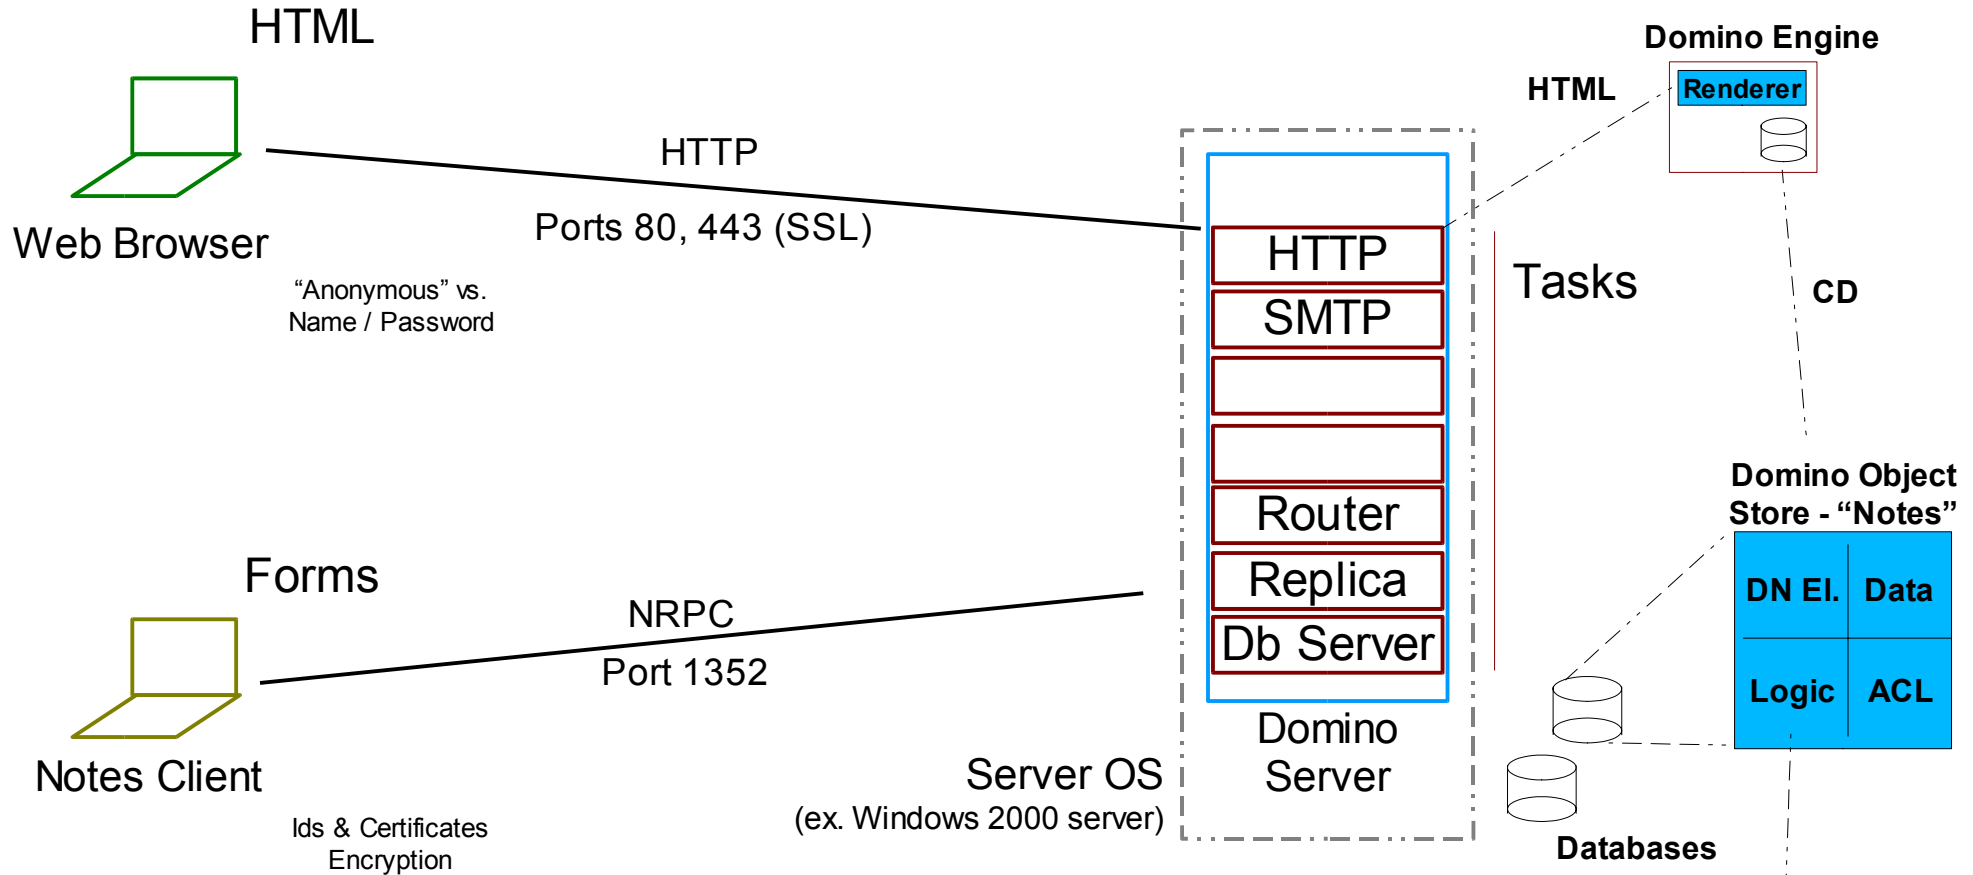 HTML
Domino Engine
HTML
Renderer
HTTP
Ports 80, 443 (SSL)
Web Browser
“Anonymous” vs.
Name / Password
HTTP
SMTP
Router
Replica
Db Server
Tasks
CD
Domino Object
Store - “Notes”
DN El.
Data
Logic
ACL
Forms
NRPC
Port 1352
Notes Client
Ids & Certificates
Encryption
Server OS
(ex. Windows 2000 server)
Domino
Server
Databases